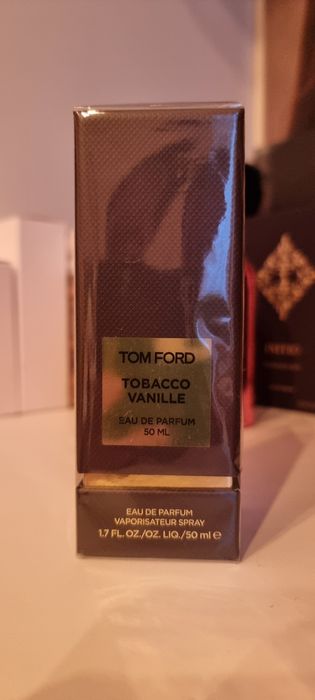 TOM FORD
TOBACCO
VANILLE
EAU DE PARFUM
50 ML
EAU DE PARFUM
VAPORISATEUR SPRAY
1.7 FL. OZ./OZ. LIQ./50 ml ℮